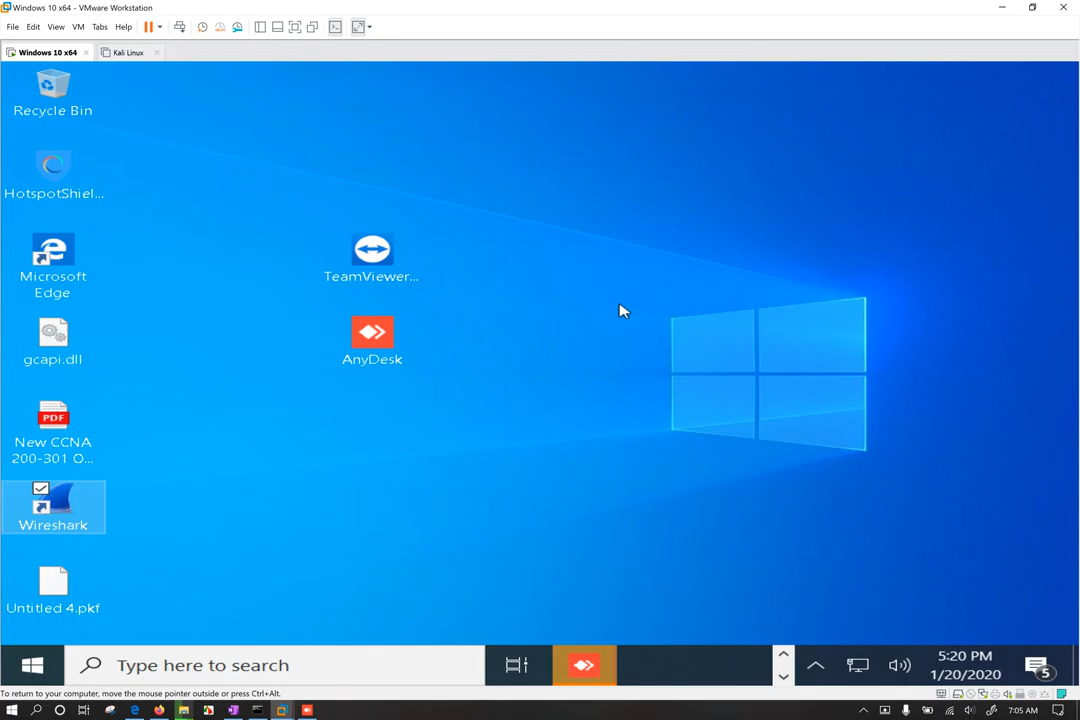 Windows 10 x64 - VMware Workstation
File Edit View VM Tabs Help
Windows 10 x64
Kali Linux
Recycle Bin
HotspotShiel...
Microsoft
Edge
TeamViewer...
gcapi.dll
AnyDesk
PDF
New CCNA
200-301 O...
Wireshark
Untitled 4.pkf
Type here to search
5:20 PM
1/20/2020
5
To return to your computer, move the mouse pointer outside or press Ctrl+Alt.
7:05 AM